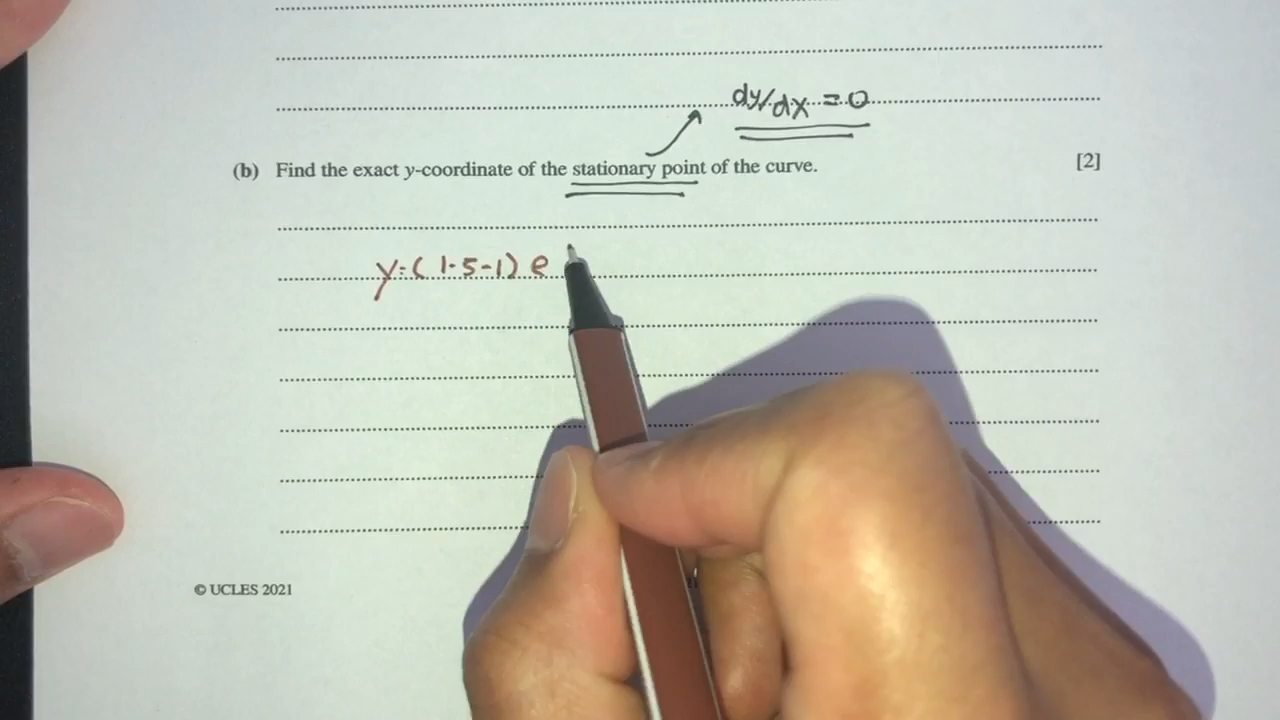 dy/dx = 0
(b) Find the exact y-coordinate of the stationary point of the curve. [2]
y=(1.5-1) e
© UCLES 2021